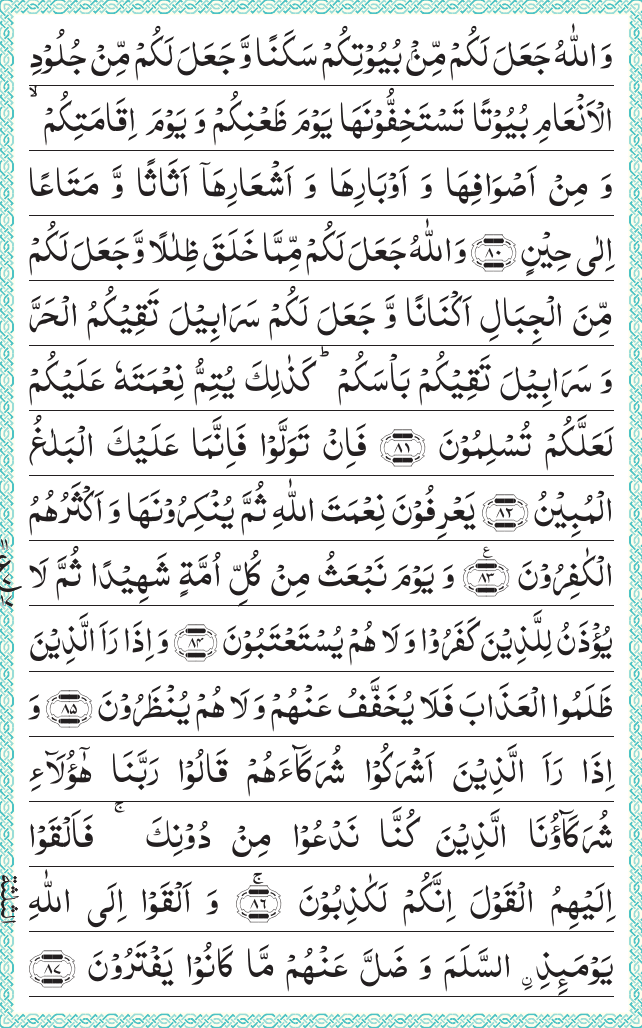 وَاللّٰهُ جَعَلَ لَكُمْ مِّنْۢ بُيُوْتِكُمْ سَكَنًا وَّ جَعَلَ لَكُمْ مِّنْ جُلُوْدِ
الْاَنْعَامِ بُيُوْتًا تَسْتَخِفُّوْنَهَا يَوْمَ ظَعْنِكُمْ وَ يَوْمَ اِقَامَتِكُمْۙ
وَ مِنْ اَصْوَافِهَا وَ اَوْبَارِهَا وَ اَشْعَارِهَاۤ اَثَاثًا وَّ مَتَاعًا
اِلٰى حِيْنٍ ﴿۸۰﴾ وَاللّٰهُ جَعَلَ لَكُمْ مِّمَّا خَلَقَ ظِلٰلًا وَّ جَعَلَ لَكُمْ
مِّنَ الْجِبَالِ اَكْنَانًا وَّ جَعَلَ لَكُمْ سَرَابِيْلَ تَقِيْكُمُ الْحَرَّ
وَ سَرَابِيْلَ تَقِيْكُمْ بَاْسَكُمْؕ كَذٰلِكَ يُتِمُّ نِعْمَتَهٗ عَلَيْكُمْ
لَعَلَّكُمْ تُسْلِمُوْنَ ﴿۸۱﴾ فَاِنْ تَوَلَّوْا فَاِنَّمَا عَلَيْكَ الْبَلٰغُ
الْمُبِيْنُ ﴿۸۲﴾ يَعْرِفُوْنَ نِعْمَتَ اللّٰهِ ثُمَّ يُنْكِرُوْنَهَا وَ اَكْثَرُهُمُ
الْكٰفِرُوْنَ ﴿۸۳﴾ع وَ يَوْمَ نَبْعَثُ مِنْ كُلِّ اُمَّةٍ شَهِيْدًا ثُمَّ لَا
يُؤْذَنُ لِلَّذِيْنَ كَفَرُوْا وَ لَا هُمْ يُسْتَعْتَبُوْنَ ﴿۸۴﴾ وَ اِذَا رَاَ الَّذِيْنَ
ظَلَمُوا الْعَذَابَ فَلَا يُخَفَّفُ عَنْهُمْ وَ لَا هُمْ يُنْظَرُوْنَ ﴿۸۵﴾ وَ
اِذَا رَاَ الَّذِيْنَ اَشْرَكُوْا شُرَكَآءَهُمْ قَالُوْا رَبَّنَا هٰۤؤُلَآءِ
شُرَكَآؤُنَا الَّذِيْنَ كُنَّا نَدْعُوْا مِنْ دُوْنِكَۚ فَاَلْقَوْا
اِلَيْهِمُ الْقَوْلَ اِنَّكُمْ لَكٰذِبُوْنَ ﴿۸۶﴾ۚ وَ اَلْقَوْا اِلَى اللّٰهِ
يَوْمَىِٕذِ ۟السَّلَمَ وَ ضَلَّ عَنْهُمْ مَّا كَانُوْا يَفْتَرُوْنَ ﴿۸۷﴾